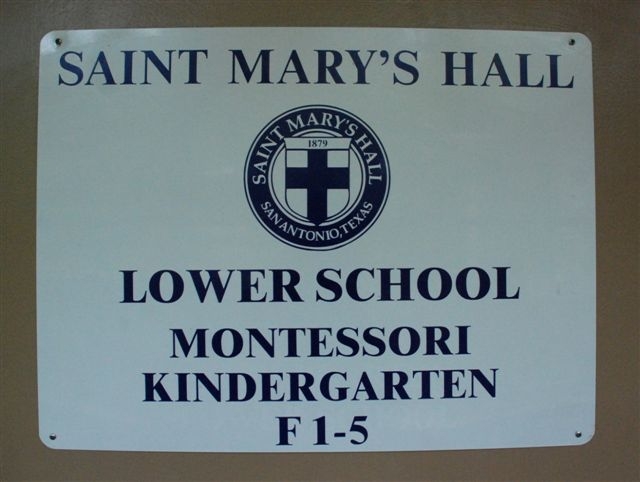 SAINT MARY'S HALL
SAINT MARY'S HALL
1879
SAN ANTONIO, TEXAS
LOWER SCHOOL
MONTESSORI
KINDERGARTEN
F 1-5